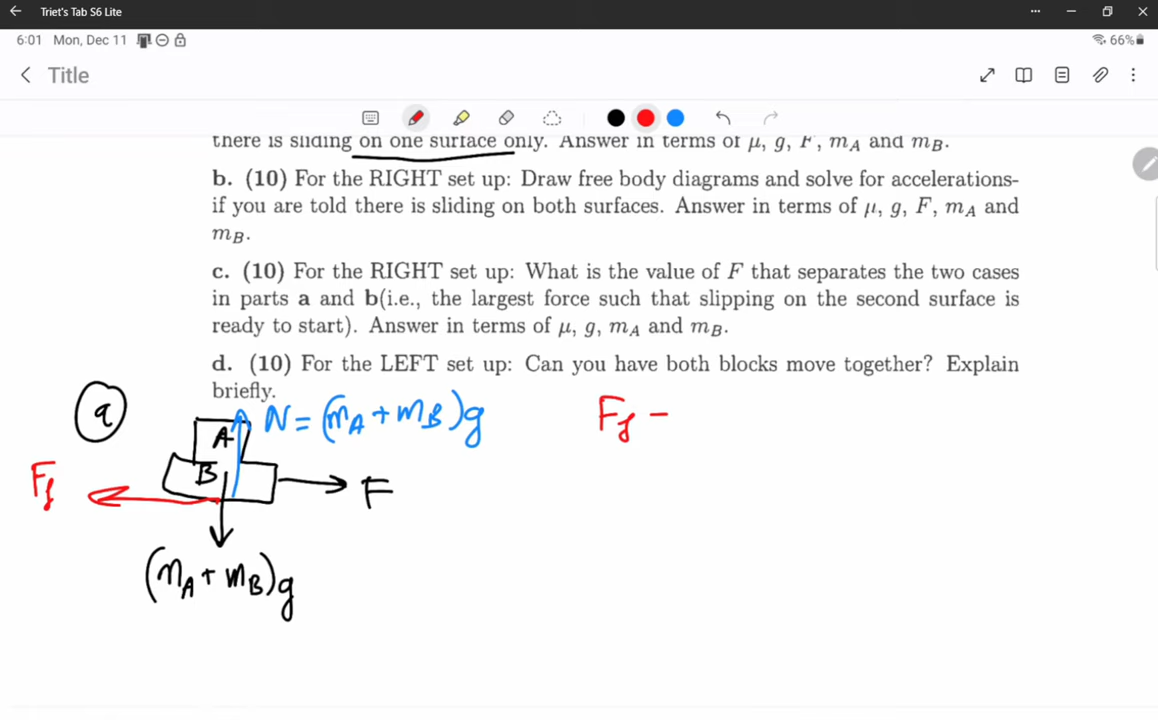 Triet's Tab S6 Lite
6:01 Mon, Dec 11 66%
Title
there is sliding on one surface only. Answer in terms of μ, g, F, m_A and m_B.
b. (10) For the RIGHT set up: Draw free body diagrams and solve for accelerations-
if you are told there is sliding on both surfaces. Answer in terms of μ, g, F, m_A and
m_B.
c. (10) For the RIGHT set up: What is the value of F that separates the two cases
in parts a and b(i.e., the largest force such that slipping on the second surface is
ready to start). Answer in terms of μ, g, m_A and m_B.
d. (10) For the LEFT set up: Can you have both blocks move together? Explain
briefly.
a
A
N = (m_A + m_B)g
F_f -
B
F_f
F
(m_A + m_B)g